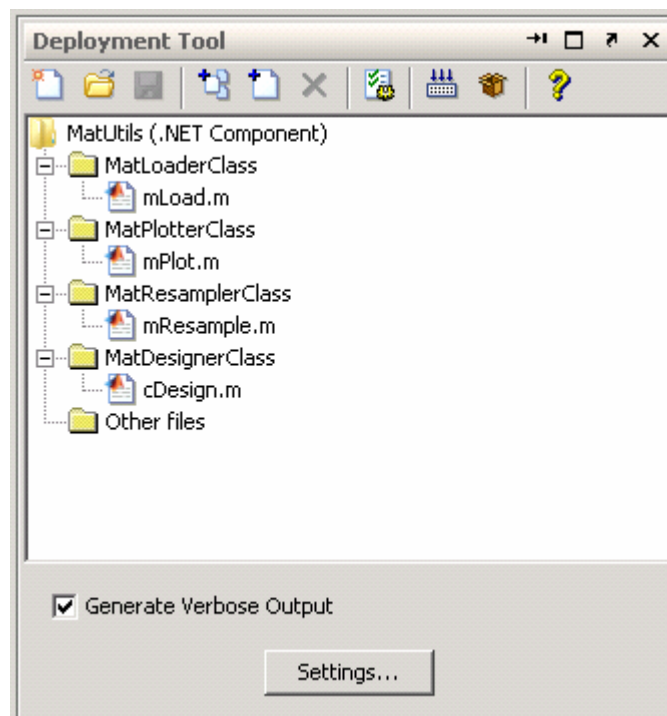 Deployment Tool
MatUtils (.NET Component)
MatLoaderClass
mLoad.m
MatPlotterClass
mPlot.m
MatResamplerClass
mResample.m
MatDesignerClass
cDesign.m
Other files
Generate Verbose Output
Settings...